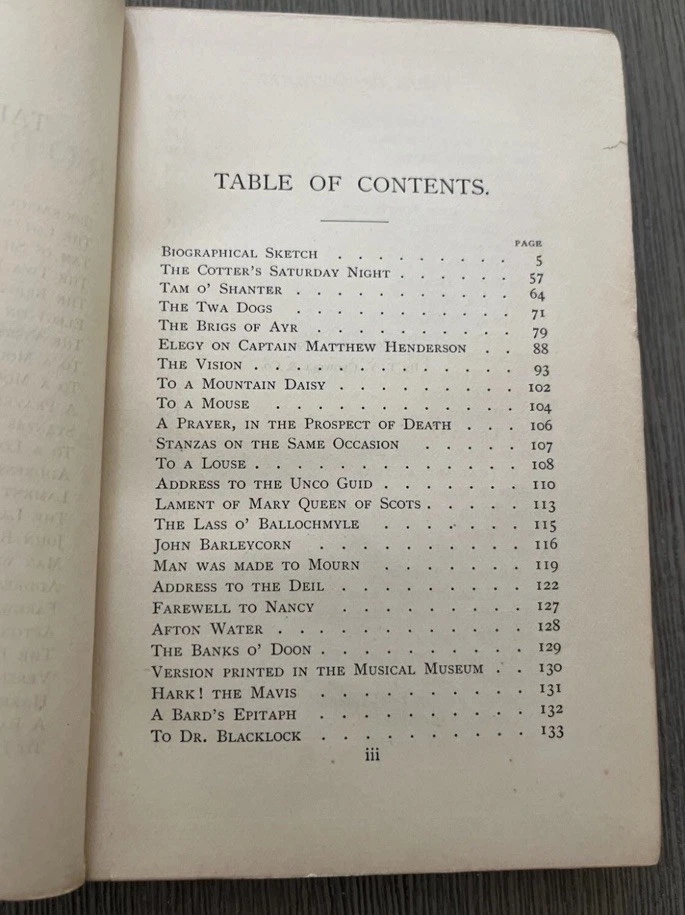 TABLE OF CONTENTS.
PAGE
BIOGRAPHICAL SKETCH . . . . . . . . . 5
THE COTTER'S SATURDAY NIGHT . . . . . . 57
TAM O' SHANTER . . . . . . . . . . . 64
THE TWA DOGS . . . . . . . . . . . 71
THE BRIGS OF AYR . . . . . . . . . . 79
ELEGY ON CAPTAIN MATTHEW HENDERSON . . 88
THE VISION . . . . . . . . . . . . . 93
TO A MOUNTAIN DAISY . . . . . . . . . 102
TO A MOUSE . . . . . . . . . . . . 104
A PRAYER, IN THE PROSPECT OF DEATH . . . 106
STANZAS ON THE SAME OCCASION . . . . . 107
TO A LOUSE . . . . . . . . . . . . . 108
ADDRESS TO THE UNCO GUID . . . . . . . 110
LAMENT OF MARY QUEEN OF SCOTS . . . . . 113
THE LASS O' BALLOCHMYLE . . . . . . . 115
JOHN BARLEYCORN . . . . . . . . . . 116
MAN WAS MADE TO MOURN . . . . . . . 119
ADDRESS TO THE DEIL . . . . . . . . 122
FAREWELL TO NANCY . . . . . . . . . 127
AFTON WATER . . . . . . . . . . . . 128
THE BANKS O' DOON . . . . . . . . . . 129
VERSION PRINTED IN THE MUSICAL MUSEUM . . 130
HARK! THE MAVIS . . . . . . . . . . 131
A BARD'S EPITAPH . . . . . . . . . . 132
TO DR. BLACKLOCK . . . . . . . . . . 133
iii